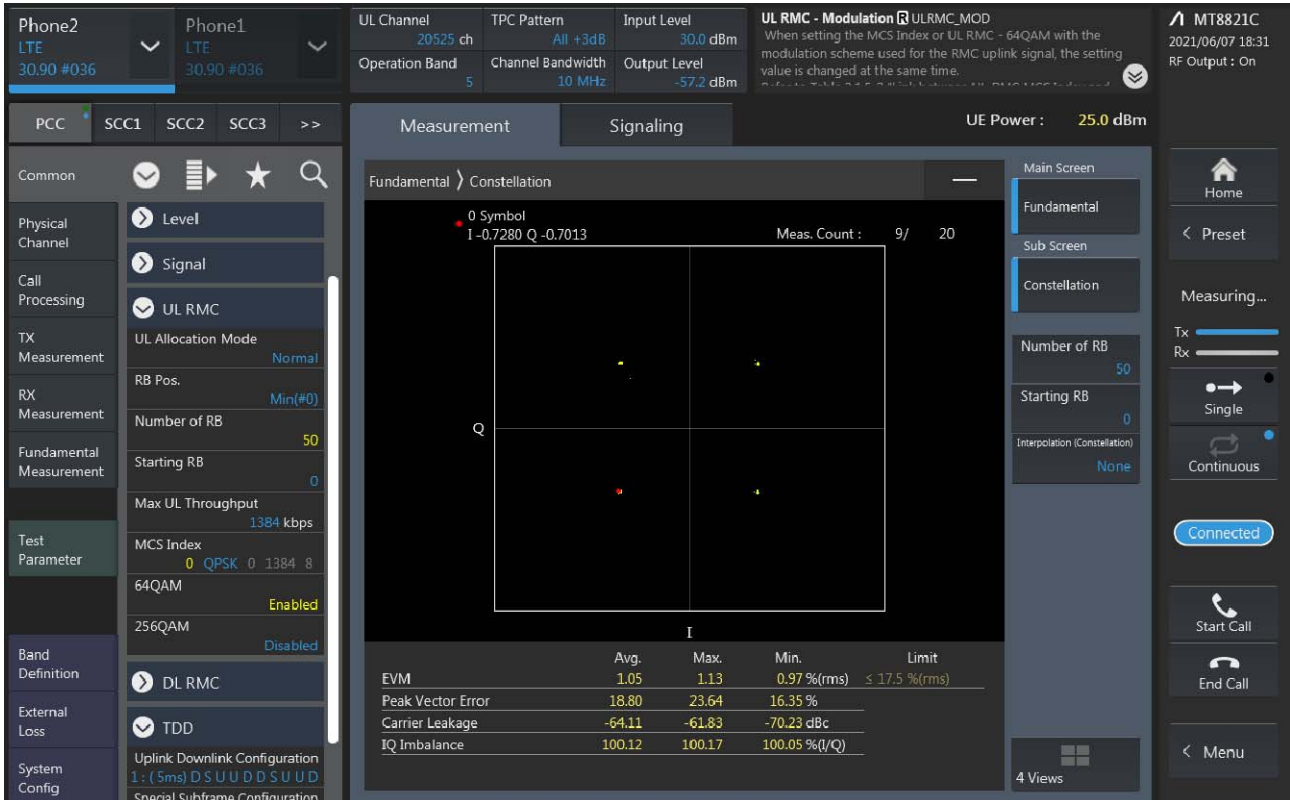 Phone2
LTE
30.90 #036
Phone1
LTE
30.90 #036
UL Channel
20525 ch
Operation Band
5
TPC Pattern
All +3dB
Channel Bandwidth
10 MHz
Input Level
30.0 dBm
Output Level
-57.2 dBm
UL RMC - Modulation R ULRMC_MOD
When setting the MCS Index or UL RMC - 64QAM with the
modulation scheme used for the RMC uplink signal, the setting
value is changed at the same time.
MT8821C
2021/06/07 18:31
RF Output : On
PCC SCC1 SCC2 SCC3 >>
Measurement
Signaling
UE Power : 25.0 dBm
Common
Physical
Channel
Call
Processing
TX
Measurement
RX
Measurement
Fundamental
Measurement
Test
Parameter
Band
Definition
External
Loss
System
Config
Level
Signal
UL RMC
UL Allocation Mode
Normal
RB Pos.
Min(#0)
Number of RB
50
Starting RB
0
Max UL Throughput
1384 kbps
MCS Index
0 QPSK 0 1384 8
64QAM
Enabled
256QAM
Disabled
DL RMC
TDD
Uplink Downlink Configuration
1 : ( 5ms) D S U U D D S U U D
Special Subframe Configuration
Fundamental > Constellation
0 Symbol
I -0.7280 Q -0.7013
Meas. Count : 9/ 20
Q
I
Avg. Max. Min. Limit
EVM 1.05 1.13 0.97 %(rms) ≤ 17.5 %(rms)
Peak Vector Error 18.80 23.64 16.35 %
Carrier Leakage -64.11 -61.83 -70.23 dBc
IQ Imbalance 100.12 100.17 100.05 %(I/Q)
Main Screen
Fundamental
Sub Screen
Constellation
Number of RB
50
Starting RB
0
Interpolation (Constellation)
None
4 Views
Home
< Preset
Measuring...
Tx
Rx
Single
Continuous
Connected
Start Call
End Call
< Menu